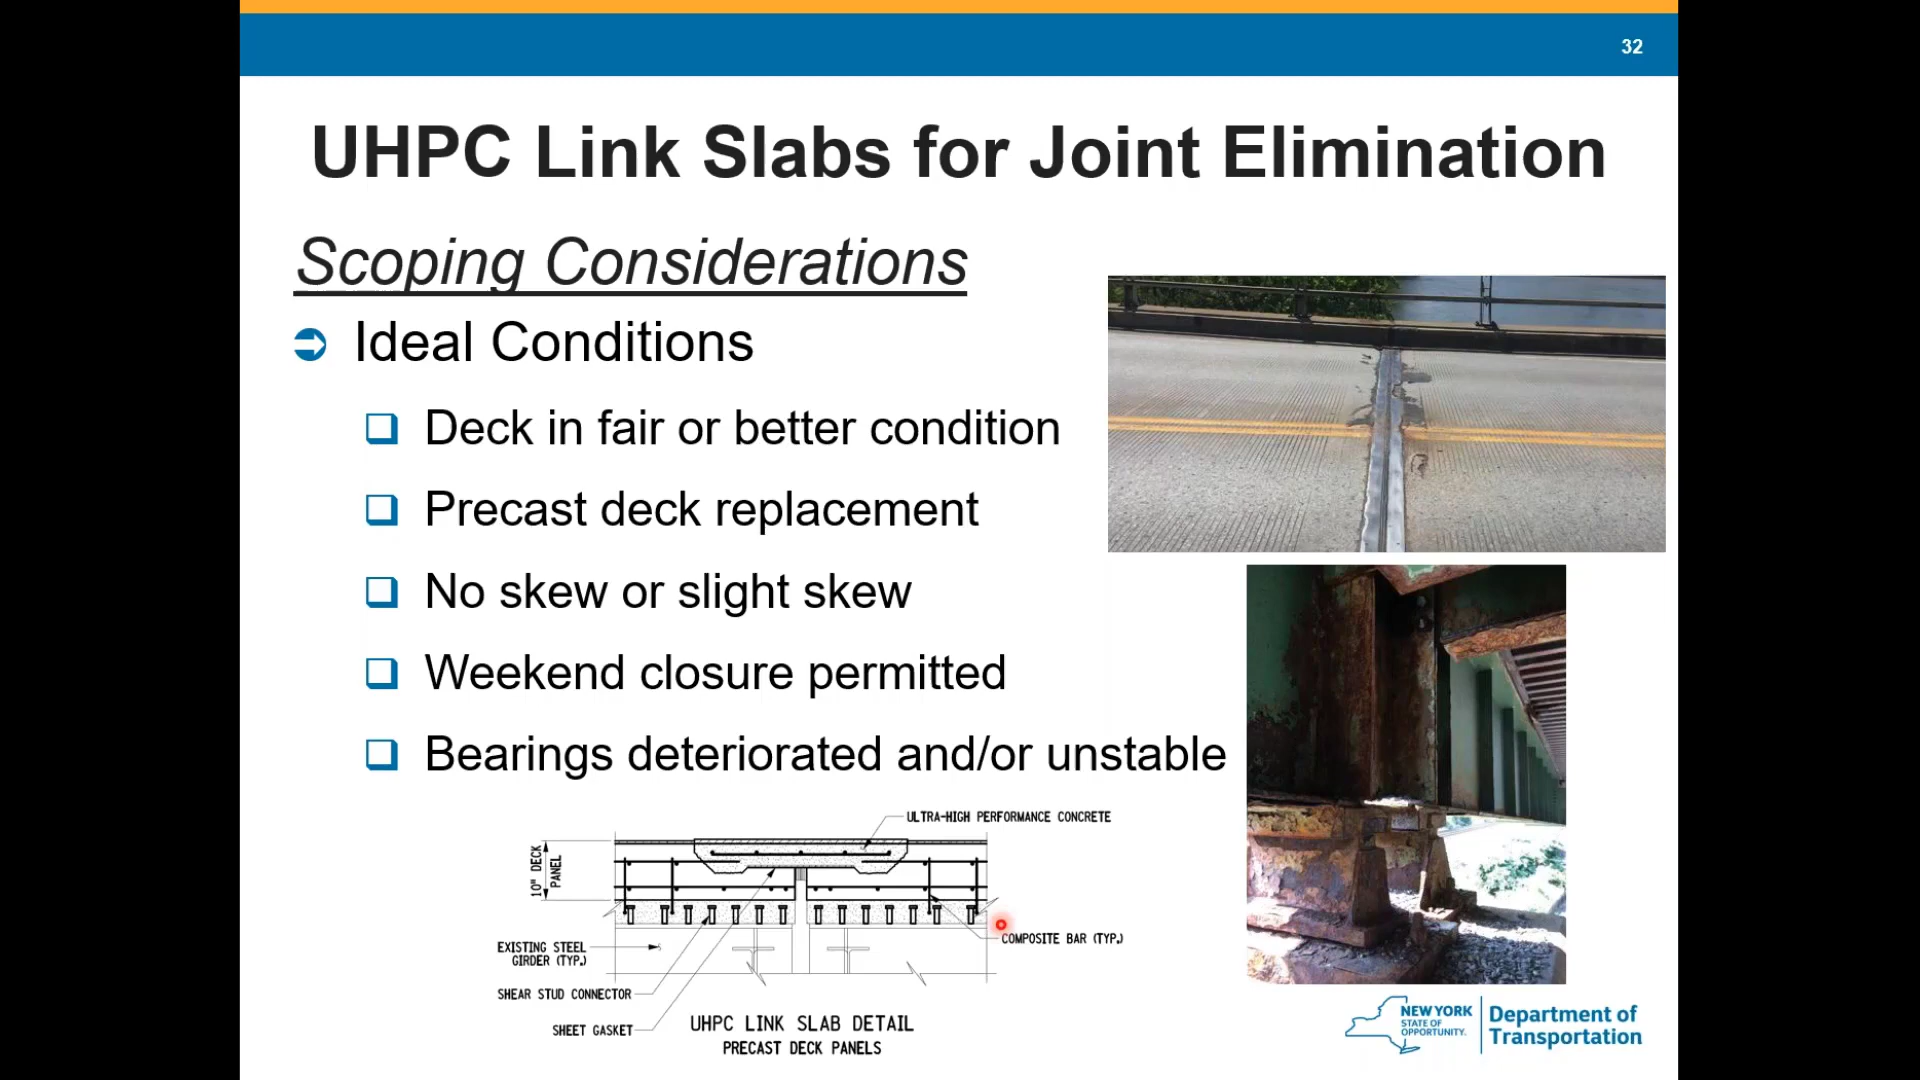 32
UHPC Link Slabs for Joint Elimination
Scoping Considerations
Ideal Conditions
Deck in fair or better condition
Precast deck replacement
No skew or slight skew
Weekend closure permitted
Bearings deteriorated and/or unstable
ULTRA-HIGH PERFORMANCE CONCRETE
10" DECK
PANEL
COMPOSITE BAR (TYP.)
EXISTING STEEL
GIRDER (TYP.)
SHEAR STUD CONNECTOR
SHEET GASKET
UHPC LINK SLAB DETAIL
PRECAST DECK PANELS
NEW YORK
STATE OF
OPPORTUNITY.
Department of
Transportation